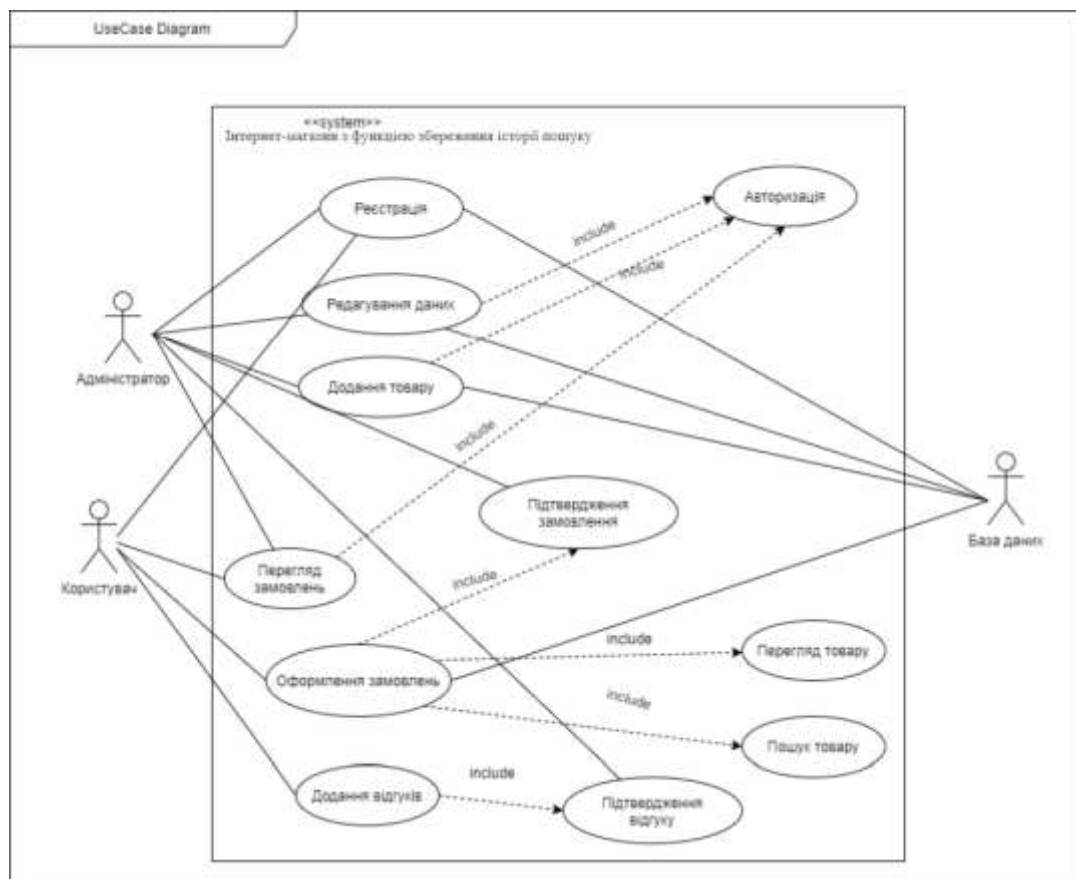 UseCase Diagram
<<system>>
Інтернет-магазин з функцією збереження історії пошуку
Реєстрація
Авторизація
include
include
Редагування даних
Адміністратор
Додання товару
include
Підтвердження
замовлення
База даних
Користувач
Перегляд
замовлень
include
include
Перегляд товару
Оформлення замовлень
include
Пошук товару
include
Додання відгуків
Підтвердження
відгуку